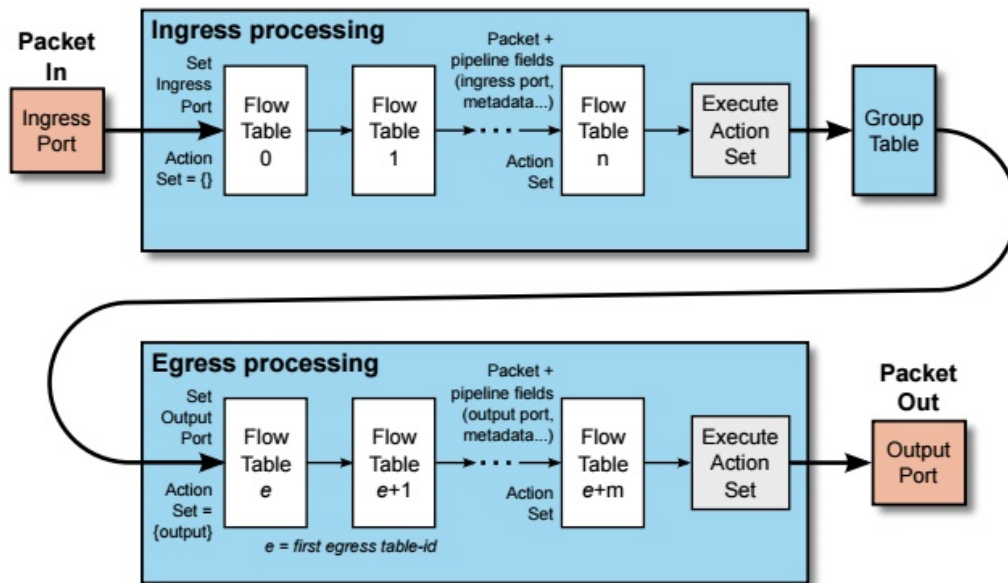 Ingress processing
Packet
In
Ingress
Port
Set
Ingress
Port
Action
Set = {}
Flow
Table
0
Flow
Table
1
Packet +
pipeline fields
(ingress port,
metadata...)
Action
Set
Flow
Table
n
Execute
Action
Set
Group
Table
Egress processing
Set
Output
Port
Action
Set =
{output}
Flow
Table
e
Flow
Table
e+1
e = first egress table-id
Packet +
pipeline fields
(output port,
metadata...)
Action
Set
Flow
Table
e+m
Execute
Action
Set
Packet
Out
Output
Port